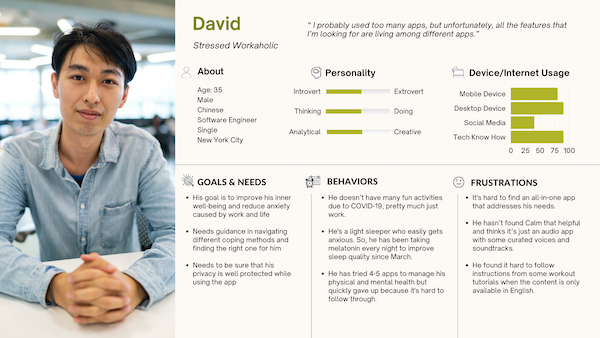 David
Stressed Workaholic
“ I probably used too many apps, but unfortunately, all the features that
I'm looking for are living among different apps.”
About
Age: 35
Male
Chinese
Software Engineer
Single
New York City
Personality
Introvert Extrovert
Thinking Doing
Analytical Creative
Device/Internet Usage
Mobile Device
Desktop Device
Social Media
Tech Know How
0 25 50 75 100
GOALS & NEEDS
• His goal is to improve his inner
well-being and reduce anxiety
caused by work and life
• Needs guidance in navigating
different coping methods and
finding the right one for him
• Needs to be sure that his
privacy is well protected while
using the app
BEHAVIORS
• He doesn't have many fun activities
due to COVID-19, pretty much just
work.
• He's a light sleeper who easily gets
anxious. So, he has been taking
melatonin every night to improve
sleep quality since March.
• He has tried 4-5 apps to manage his
physical and mental health but
quickly gave up because it's hard to
follow through.
FRUSTRATIONS
• It's hard to find an all-in-one app
that addresses his needs.
• He hasn't found Calm that helpful
and thinks it's just an audio app
with some curated voices and
soundtracks.
• He found it hard to follow
instructions from some workout
tutorials when the content is only
available in English.